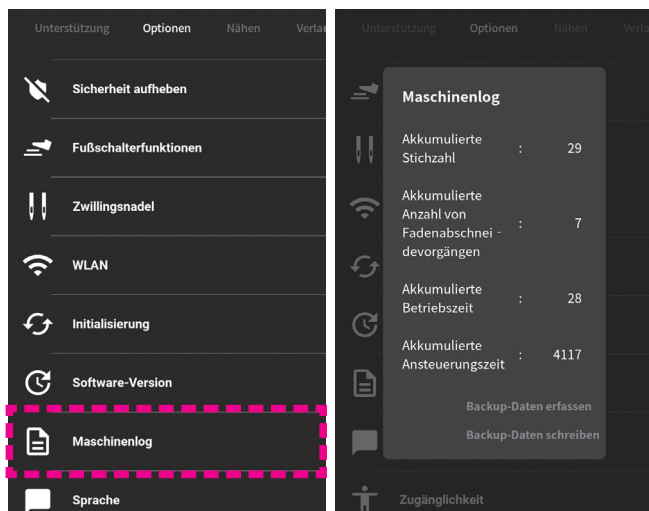 Unterstützung Optionen Nähen Verlau
Sicherheit aufheben
Fußschalterfunktionen
Zwillingsnadel
WLAN
Initialisierung
Software-Version
Maschinenlog
Sprache
Unterstützung Optionen Nähen Verla
Maschinenlog
Akkumulierte
Stichzahl : 29
Akkumulierte
Anzahl von
Fadenabschnei -
devorgängen : 7
Akkumulierte
Betriebszeit : 28
Akkumulierte
Ansteuerungszeit : 4117
Backup-Daten erfassen
Backup-Daten schreiben
Zugänglichkeit